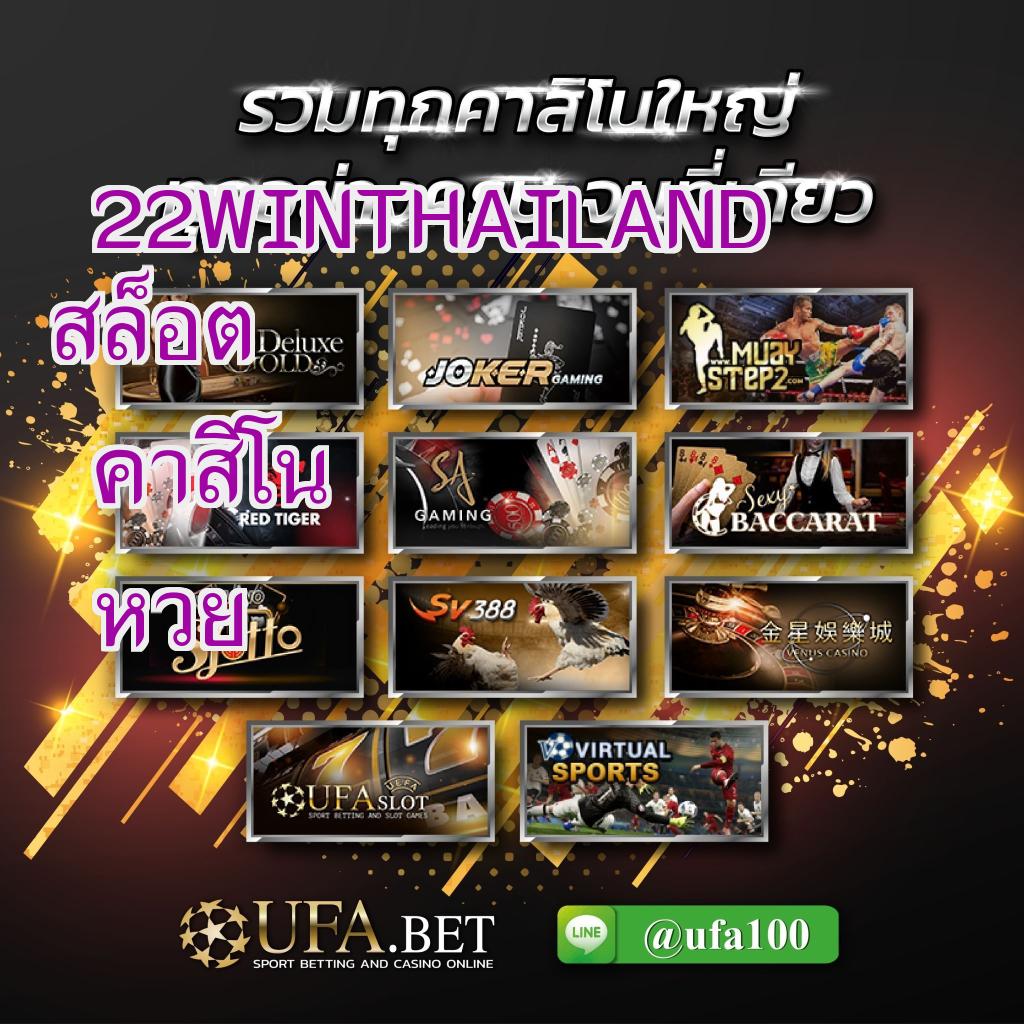 รวมทุกคาสิโนใหญ่
22WINTHAILAND
สล็อต
Deluxe
JOKER GAMING
WWW.MUAY
STEP2.COM
คาสิโน
RED TIGER
SA
GAMING
Sexy
BACCARAT
หวย
SV388
金星娛樂城
VENUS CASINO
UFA SLOT
SPORT BETTING AND SLOT GAMES
VIRTUAL
SPORTS
UFA.BET
SPORT BETTING AND CASINO ONLINE
LINE
@ufa100